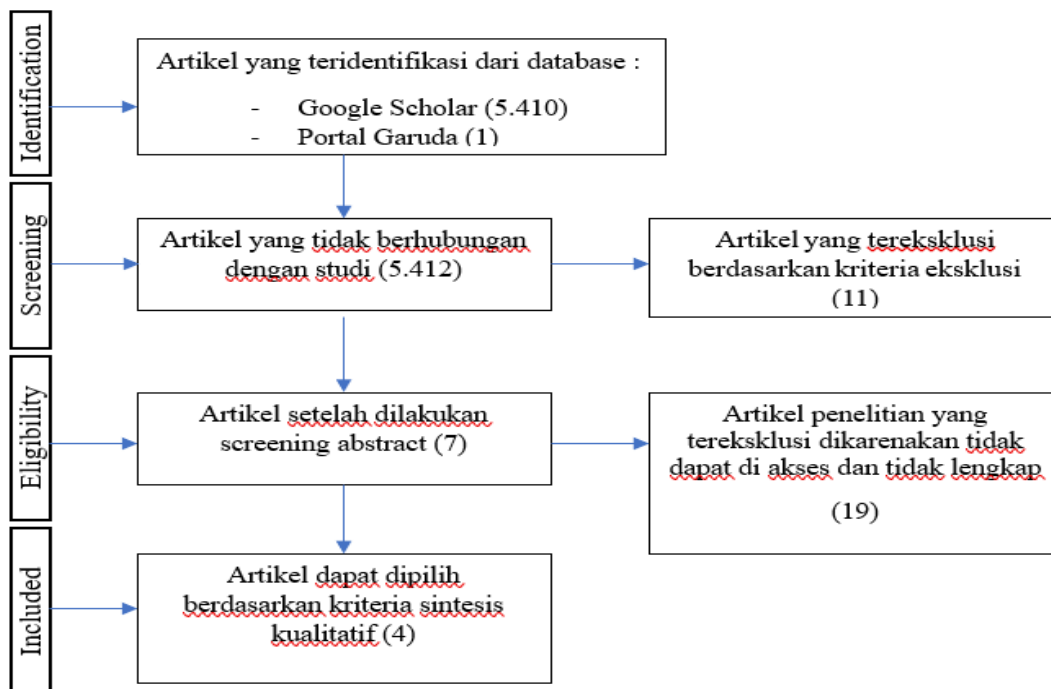 Identification
Artikel yang teridentifikasi dari database :
- Google Scholar (5.410)
- Portal Garuda (1)
Screening
Artikel yang tidak berhubungan
dengan studi (5.412)
Artikel yang tereksklusi
berdasarkan kriteria eksklusi
(11)
Eligibility
Artikel setelah dilakukan
screening abstract (7)
Artikel penelitian yang
tereksklusi dikarenakan tidak
dapat di akses dan tidak lengkap
(19)
Included
Artikel dapat dipilih
berdasarkan kriteria sintesis
kualitatif (4)